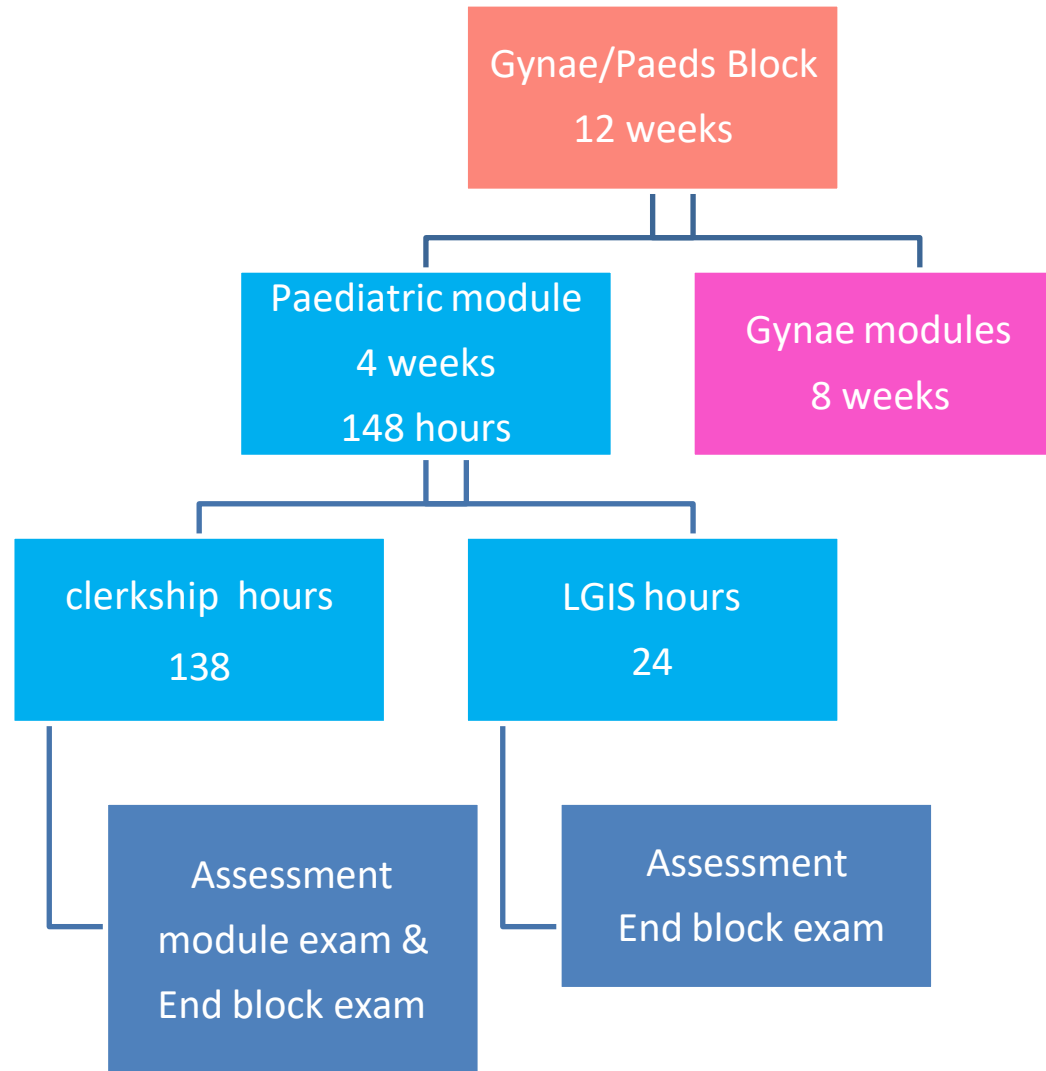 Gynae/Paeds Block
12 weeks
Paediatric module
4 weeks
148 hours
Gynae modules
8 weeks
clerkship hours
138
LGIS hours
24
Assessment
module exam &
End block exam
Assessment
End block exam